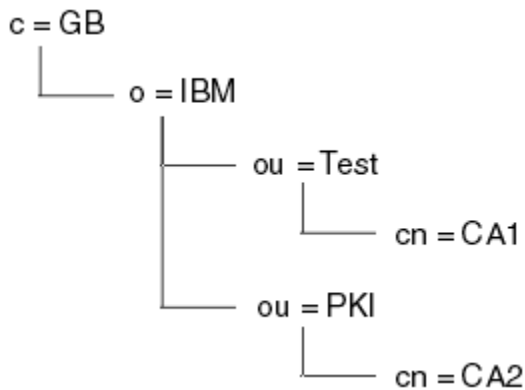 c = GB
o = IBM
ou = Test
cn = CA1
ou = PKI
cn = CA2